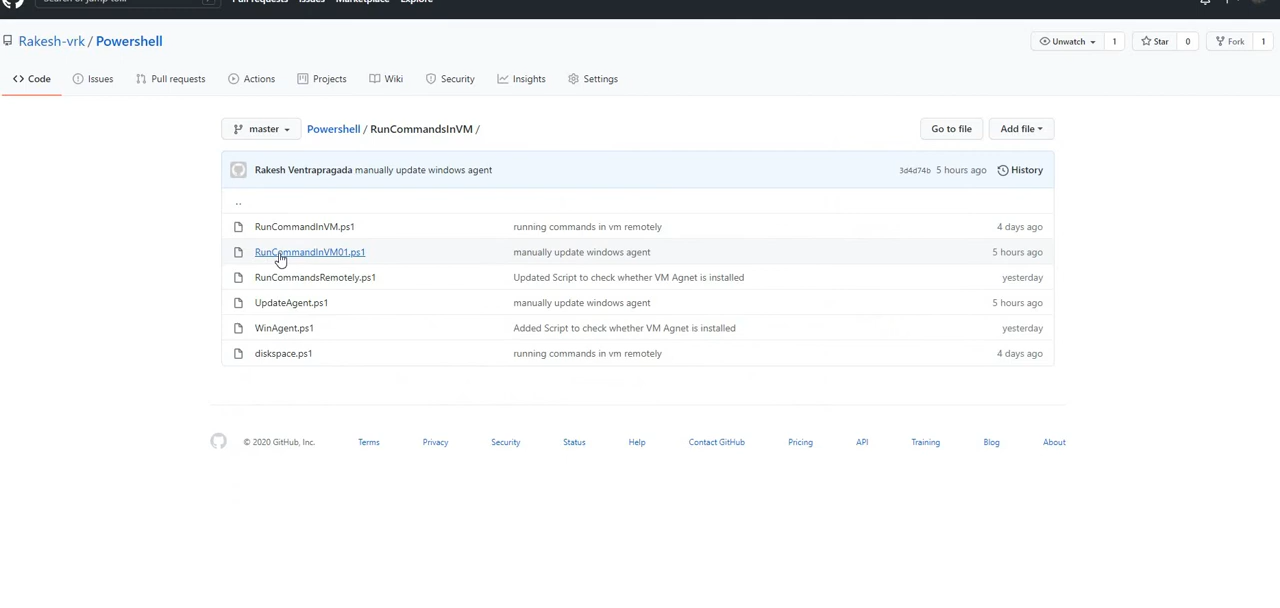 Search or jump to... / Pull requests Issues Marketplace Explore
Rakesh-vrk / Powershell Unwatch 1 Star 0 Fork 1
Code Issues Pull requests Actions Projects Wiki Security Insights Settings
master Powershell / RunCommandsInVM / Go to file Add file
Rakesh Ventrapragada manually update windows agent 3d4d74b 5 hours ago History
..
RunCommandInVM.ps1 running commands in vm remotely 4 days ago
RunCommandInVM01.ps1 manually update windows agent 5 hours ago
RunCommandsRemotely.ps1 Updated Script to check whether VM Agnet is installed yesterday
UpdateAgent.ps1 manually update windows agent 5 hours ago
WinAgent.ps1 Added Script to check whether VM Agnet is installed yesterday
diskspace.ps1 running commands in vm remotely 4 days ago
© 2020 GitHub, Inc. Terms Privacy Security Status Help Contact GitHub Pricing API Training Blog About